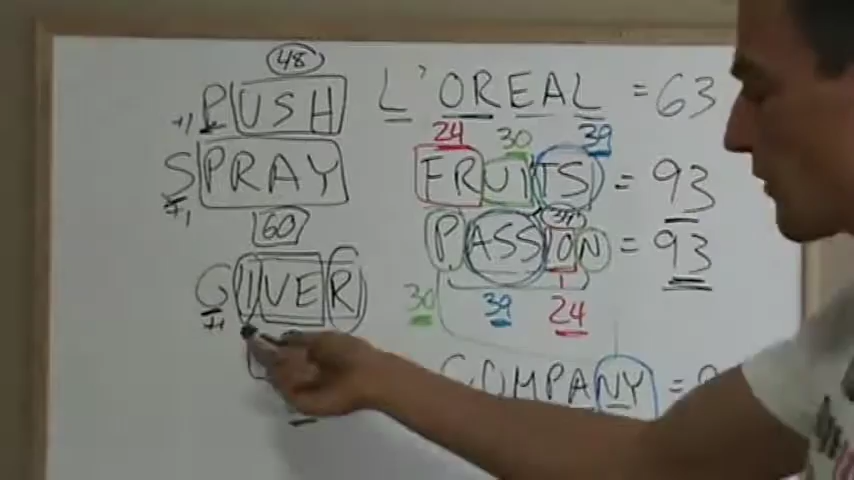 48
+1 PUSH
+1 SPRAY
60
+1 GIVER
L'OREAL = 63
24 30 39
FRUITS = 93
PASSION = 93
30 39 24
COMPANY =